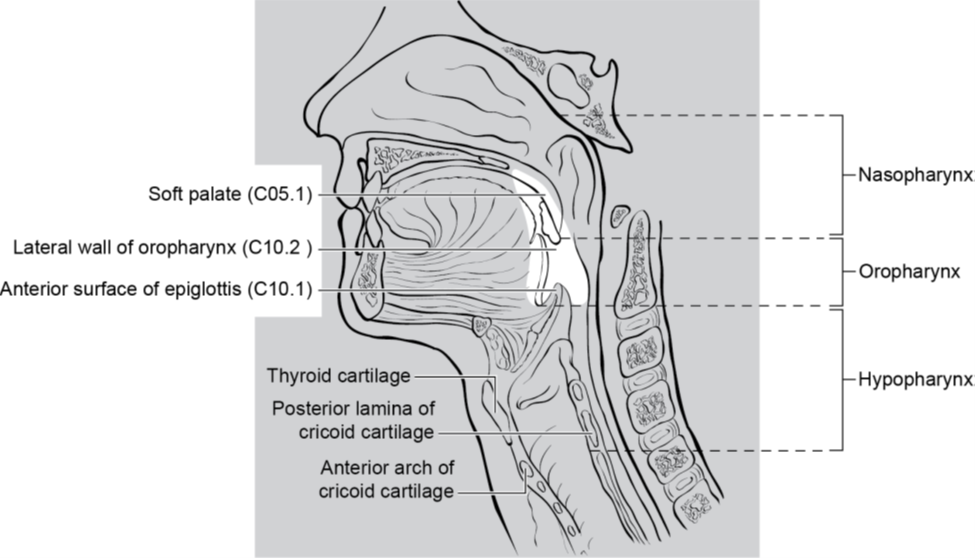 Nasopharynx
Soft palate (C05.1)
Lateral wall of oropharynx (C10.2 )
Oropharynx
Anterior surface of epiglottis (C10.1)
Thyroid cartilage
Hypopharynx
Posterior lamina of
cricoid cartilage
Anterior arch of
cricoid cartilage